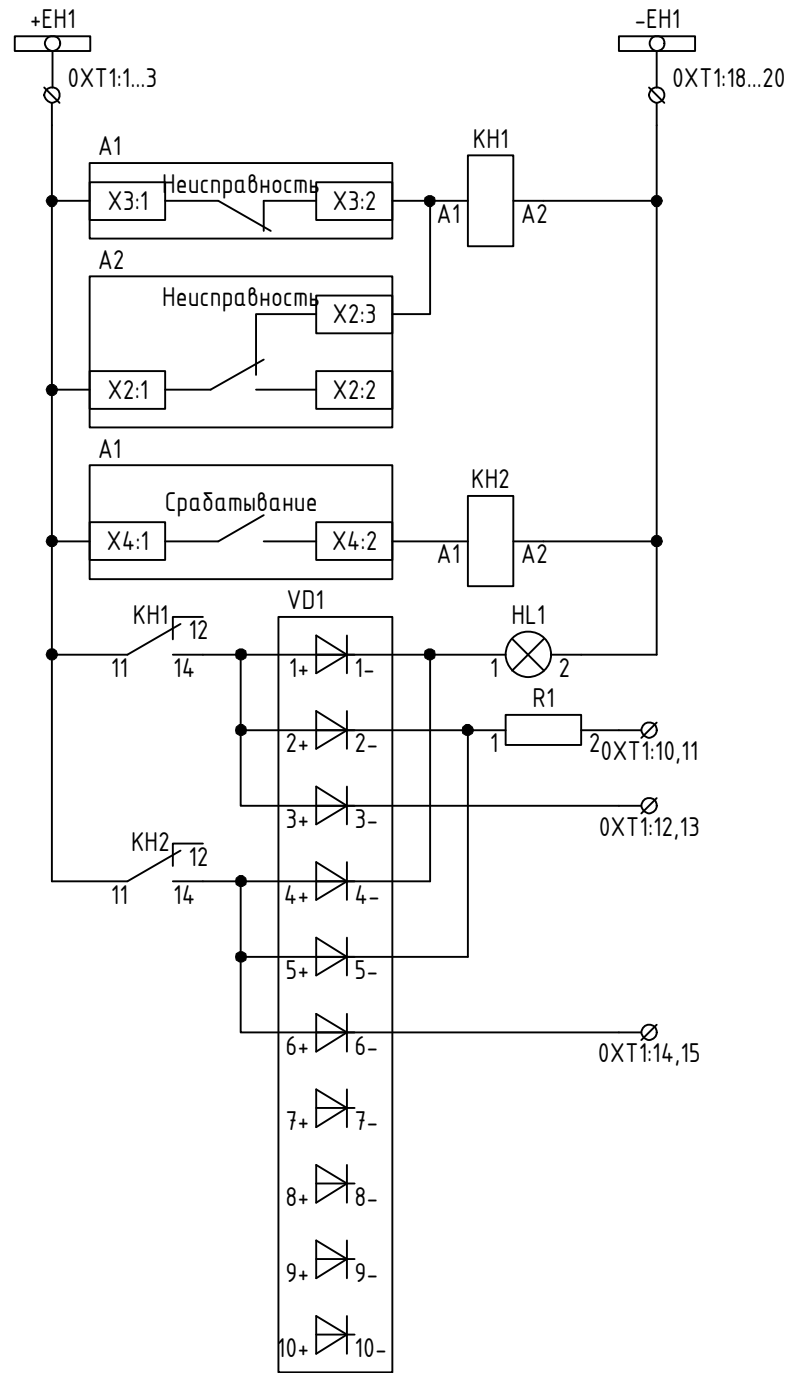 +EH1
-EH1
0XT1:1...3
0XT1:18...20
A1
KH1
Неисправность
X3:1
X3:2
A1
A2
A2
Неисправность
X2:3
X2:1
X2:2
A1
KH2
Срабатывание
X4:1
X4:2
A1
A2
VD1
KH1
12
HL1
11
14
1+
1-
1
2
R1
2+
2-
1
2
0XT1:10,11
3+
3-
0XT1:12,13
KH2
12
11
14
4+
4-
5+
5-
6+
6-
0XT1:14,15
7+
7-
8+
8-
9+
9-
10+
10-